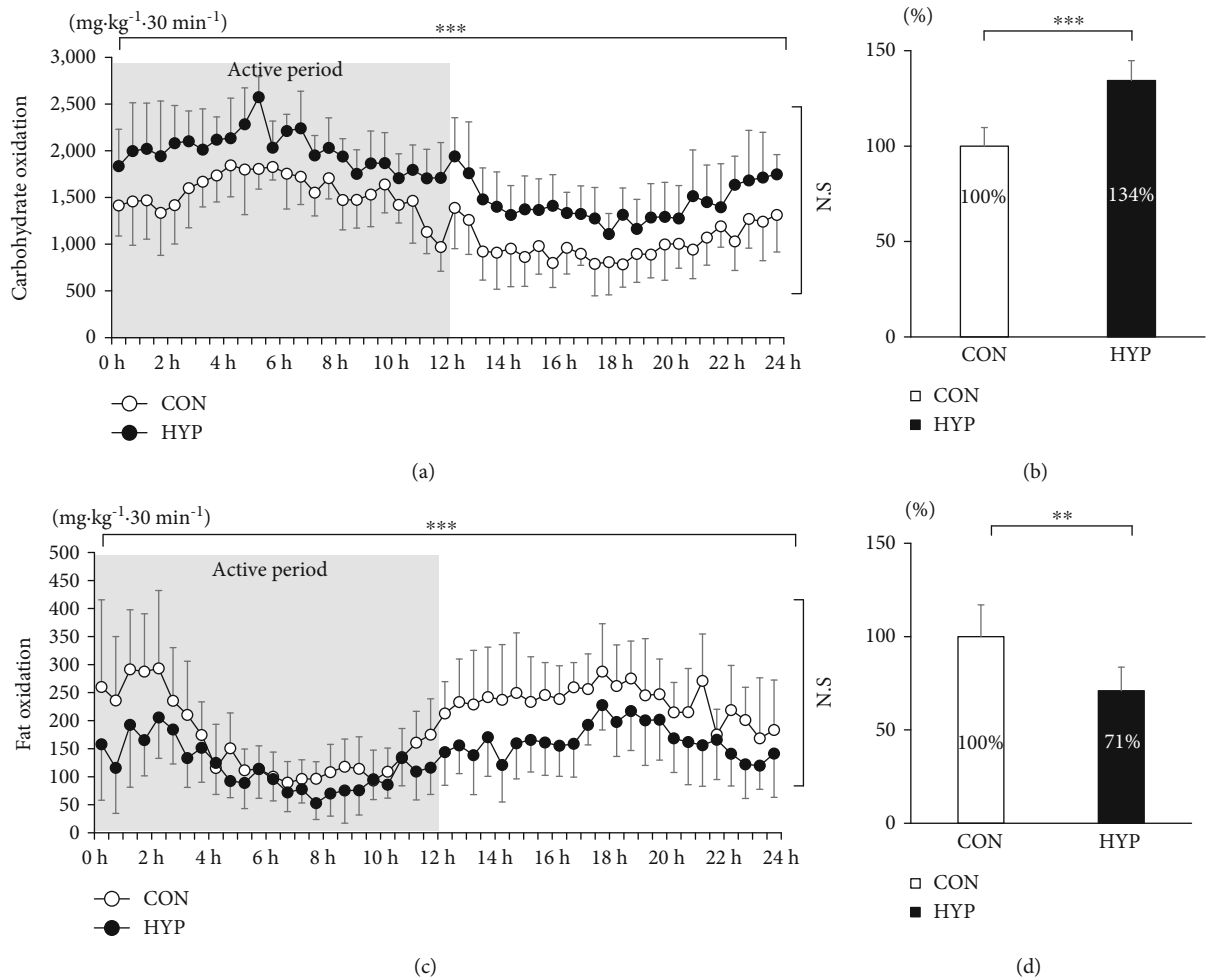 (mg·kg-1·30 min-1)
***
3,000
2,500
2,000
1,500
1,000
500
0
Carbohydrate oxidation
Active period
N.S
0 h
2 h
4 h
6 h
8 h
10 h
12 h
14 h
16 h
18 h
20 h
22 h
24 h
CON
HYP
(a)
(%)
***
150
100
50
0
100%
134%
CON
HYP
CON
HYP
(b)
(mg·kg-1·30 min-1)
***
500
450
400
350
300
250
200
150
100
50
0
Fat oxidation
Active period
N.S
0 h
2 h
4 h
6 h
8 h
10 h
12 h
14 h
16 h
18 h
20 h
22 h
24 h
CON
HYP
(c)
(%)
**
150
100
50
0
100%
71%
CON
HYP
CON
HYP
(d)